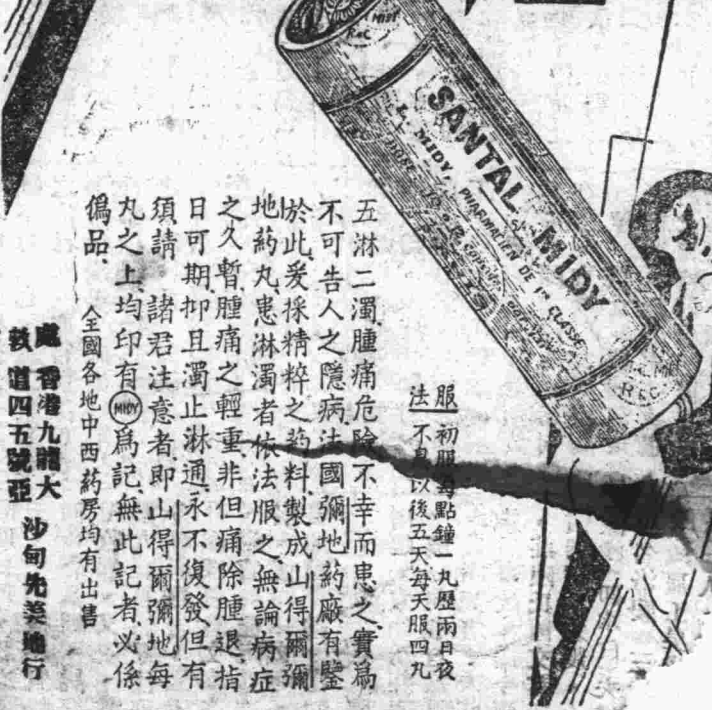 MIDY
R&C
SANTAL MIDY
L. MIDY, PHARMACIEN DE 1re CLASSE
PARIS
R&C
服法
初服每點鐘一丸歷兩日夜
不息以後五天每天服四丸
五淋二濁腫痛危險不幸而患之實爲
不可告人之隱病法國彌地葯廠有鑒
於此爰採精粹之葯料製成山得爾彌
地葯丸患淋濁者依法服之無論病症
之久暫腫痛之輕重非但痛除腫退指
日可期抑且濁止淋通永不復發但有
須請 諸君注意者卽山得爾彌地每
丸之上均印有MIDY爲記無此記者必係
僞品
全國各地中西葯房均有出售
處 香港九龍大 沙甸先美地行
敦道四五號亞